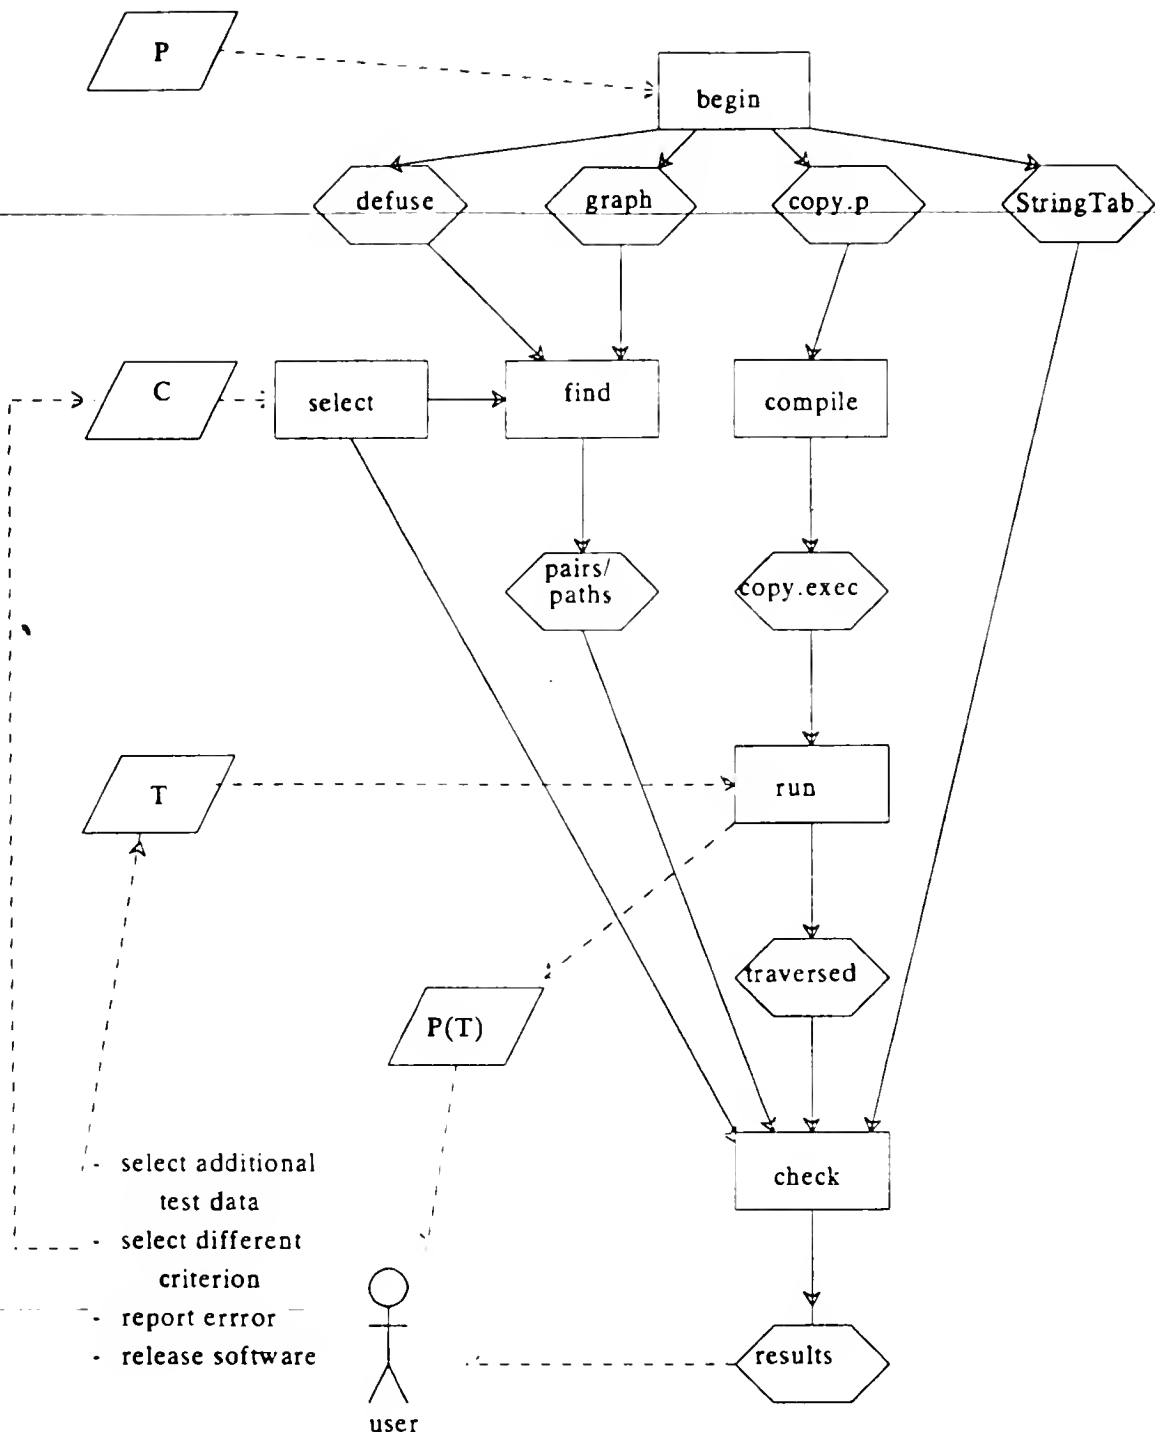 P
begin
defuse
graph
copy.p
StringTab
C
select
find
compile
pairs/
paths
copy.exec
T
run
traversed
P(T)
- select additional
test data
- select different
criterion
- report errror
- release software
check
results
user